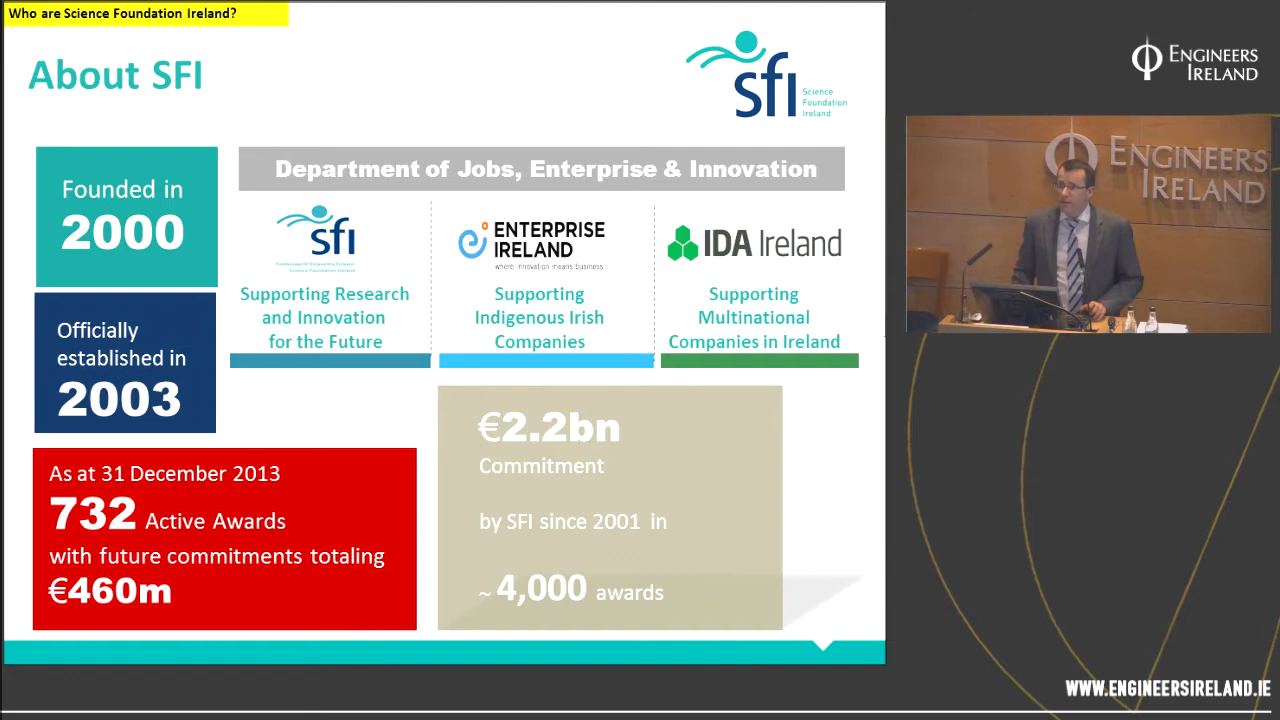 Who are Science Foundation Ireland?
About SFI
sfi
Science
Foundation
Ireland
Founded in
2000
Officially
established in
2003
Department of Jobs, Enterprise & Innovation
sfi
Science Foundation Ireland
Supporting Research
and Innovation
for the Future
ENTERPRISE
IRELAND
where innovation means business
Supporting
Indigenous Irish
Companies
IDA Ireland
Supporting
Multinational
Companies in Ireland
As at 31 December 2013
732 Active Awards
with future commitments totaling
€460m
€2.2bn
Commitment
by SFI since 2001 in
~ 4,000 awards
ENGINEERS
IRELAND
ENGINEERS
IRELAND
WWW.ENGINEERSIRELAND.IE